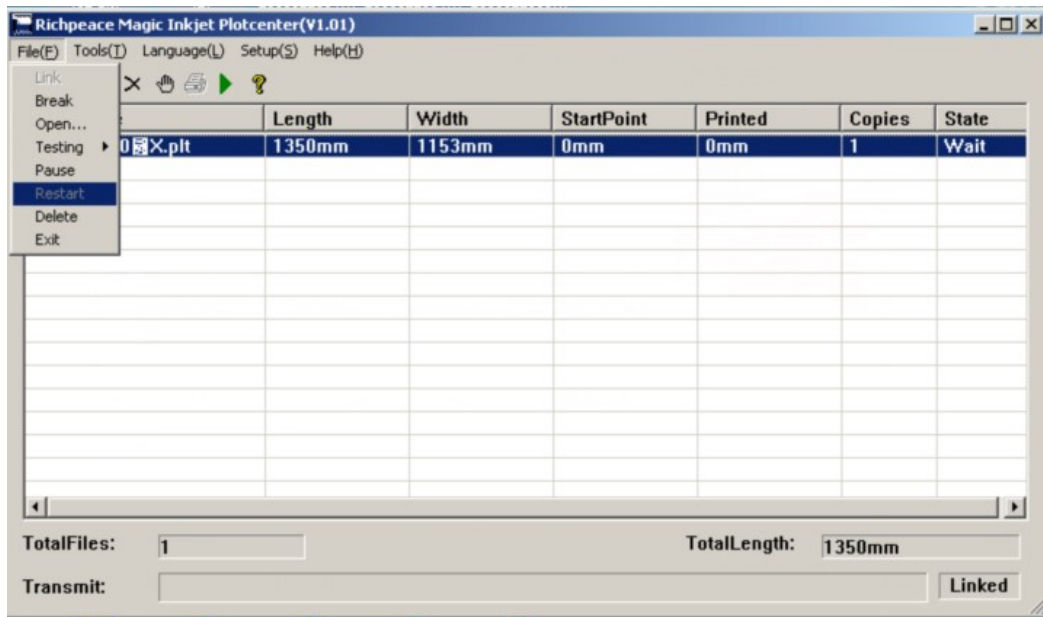 Richpeace Magic Inkjet Plotcenter(V1.01)
File(F) Tools(T) Language(L) Setup(S) Help(H)
Link
Break
Open...
Testing
Pause
Restart
Delete
Exit
Length Width StartPoint Printed Copies State
X.plt 1350mm 1153mm 0mm 0mm 1 Wait
TotalFiles: 1 TotalLength: 1350mm
Transmit: Linked